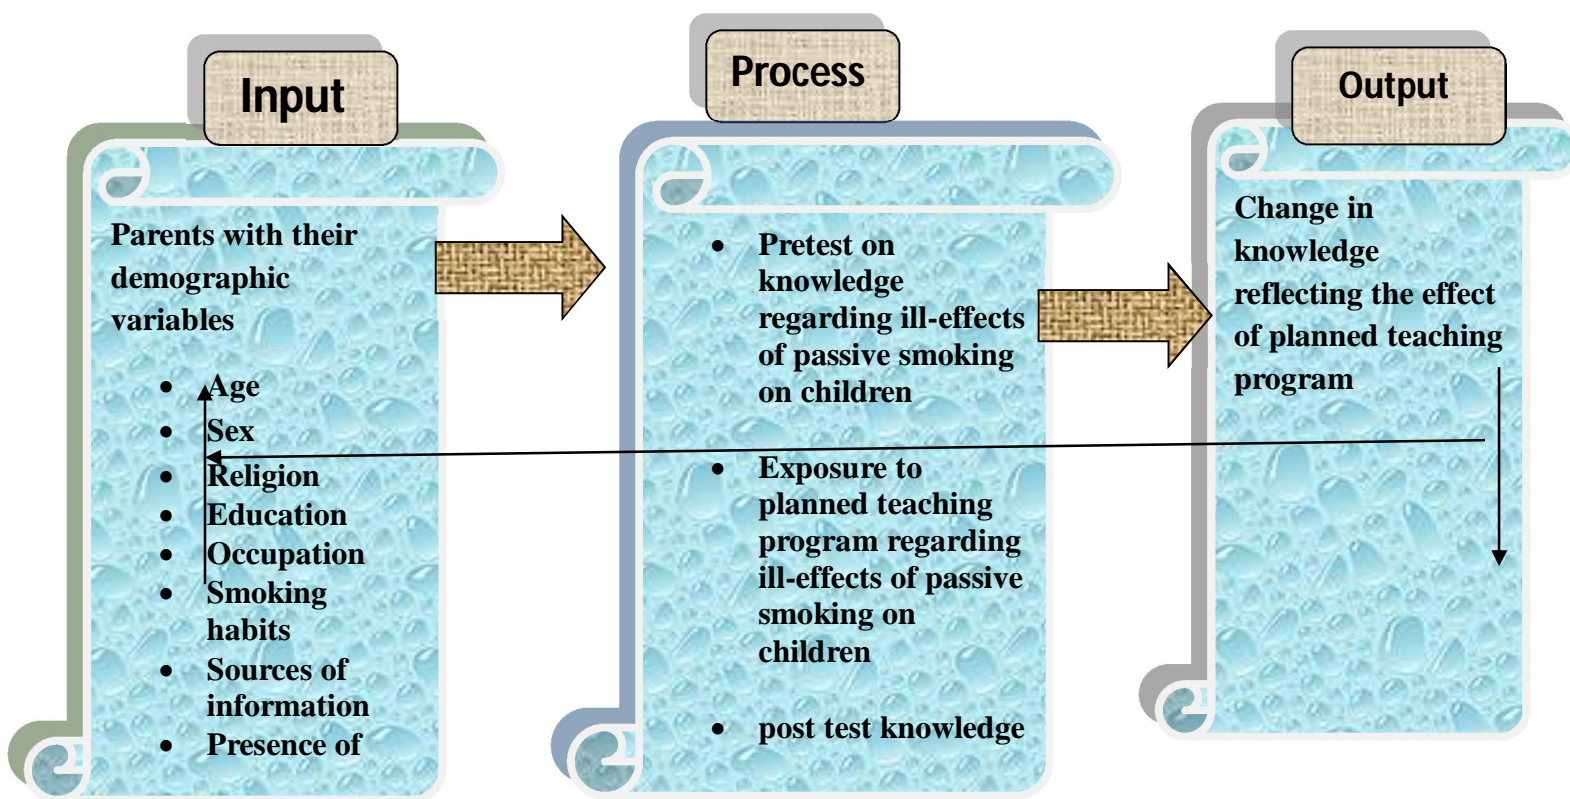 Input
Parents with their
demographic
variables
• Age
• Sex
• Religion
• Education
• Occupation
• Smoking
habits
• Sources of
information
• Presence of
Process
• Pretest on
knowledge
regarding ill-effects
of passive smoking
on children
• Exposure to
planned teaching
program regarding
ill-effects of passive
smoking on
children
• post test knowledge
Output
Change in
knowledge
reflecting the effect
of planned teaching
program